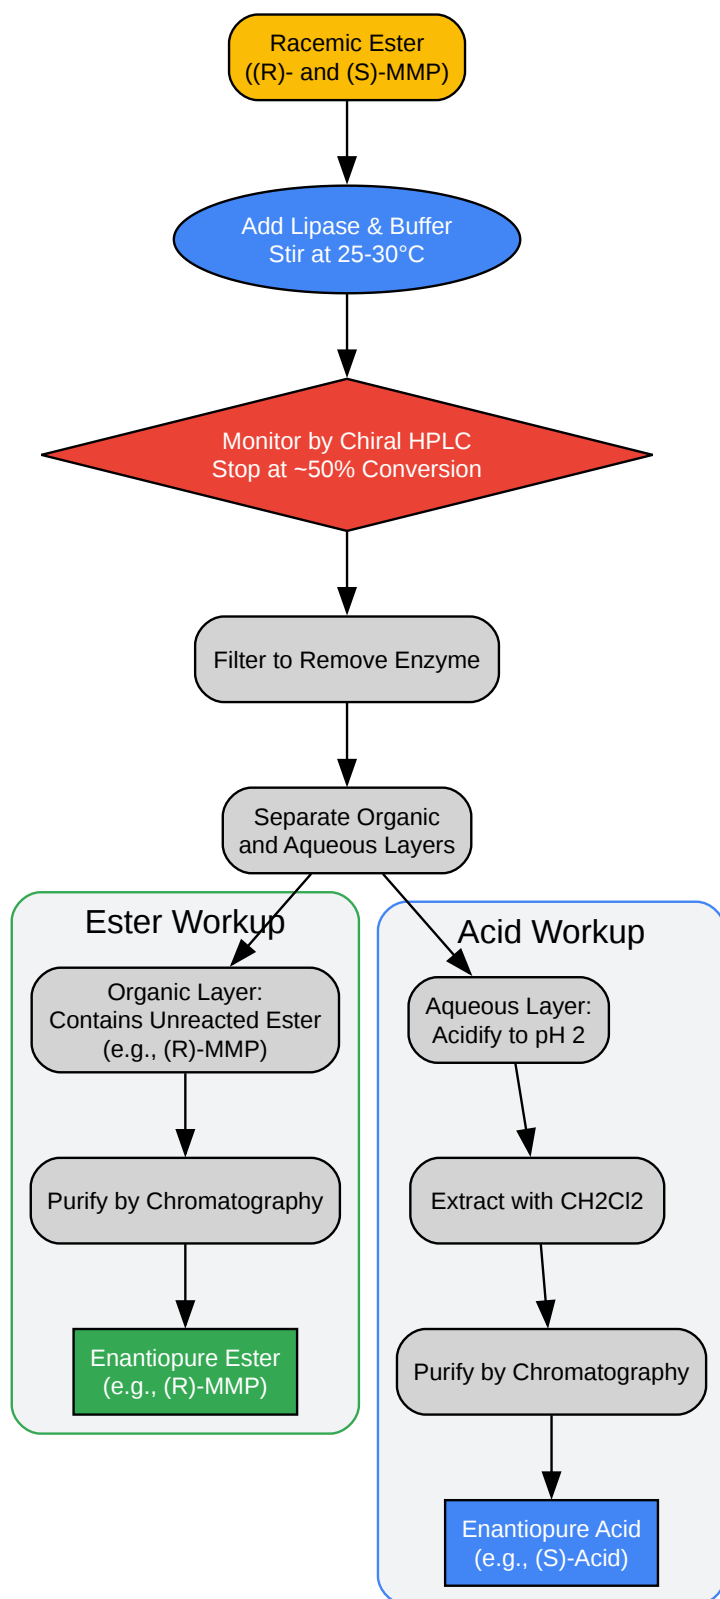 Racemic Ester
((R)- and (S)-MMP)
Add Lipase & Buffer
Stir at 25-30°C
Monitor by Chiral HPLC
Stop at ~50% Conversion
Filter to Remove Enzyme
Separate Organic
and Aqueous Layers
Ester Workup
Organic Layer:
Contains Unreacted Ester
(e.g., (R)-MMP)
Purify by Chromatography
Enantiopure Ester
(e.g., (R)-MMP)
Acid Workup
Aqueous Layer:
Acidify to pH 2
Extract with CH2Cl2
Purify by Chromatography
Enantiopure Acid
(e.g., (S)-Acid)